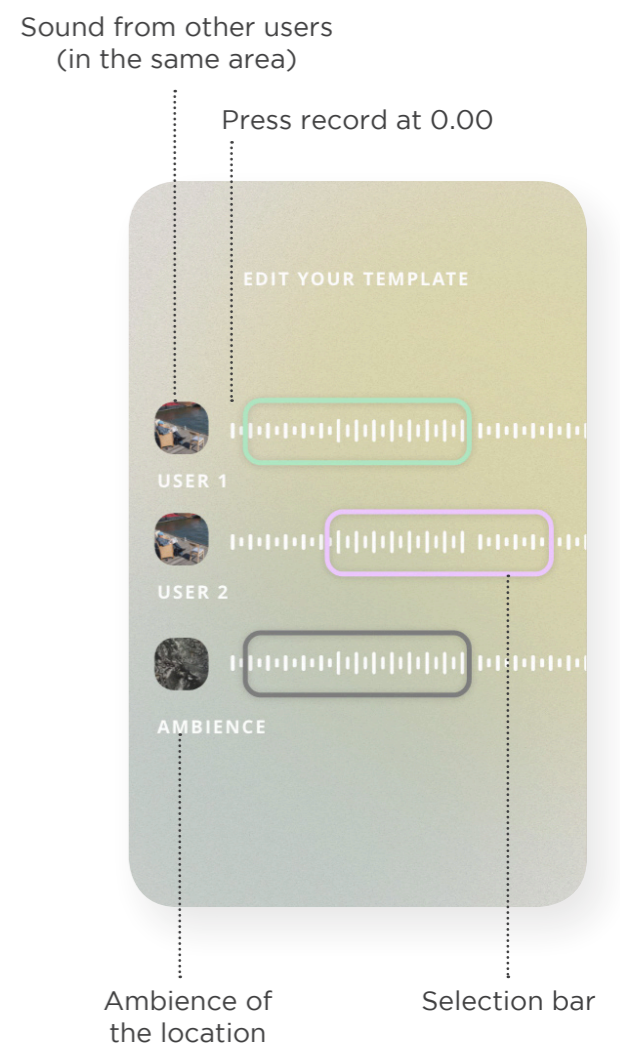 Sound from other users
(in the same area)
Press record at 0.00
EDIT YOUR TEMPLATE
USER 1
USER 2
AMBIENCE
Ambience of
the location
Selection bar